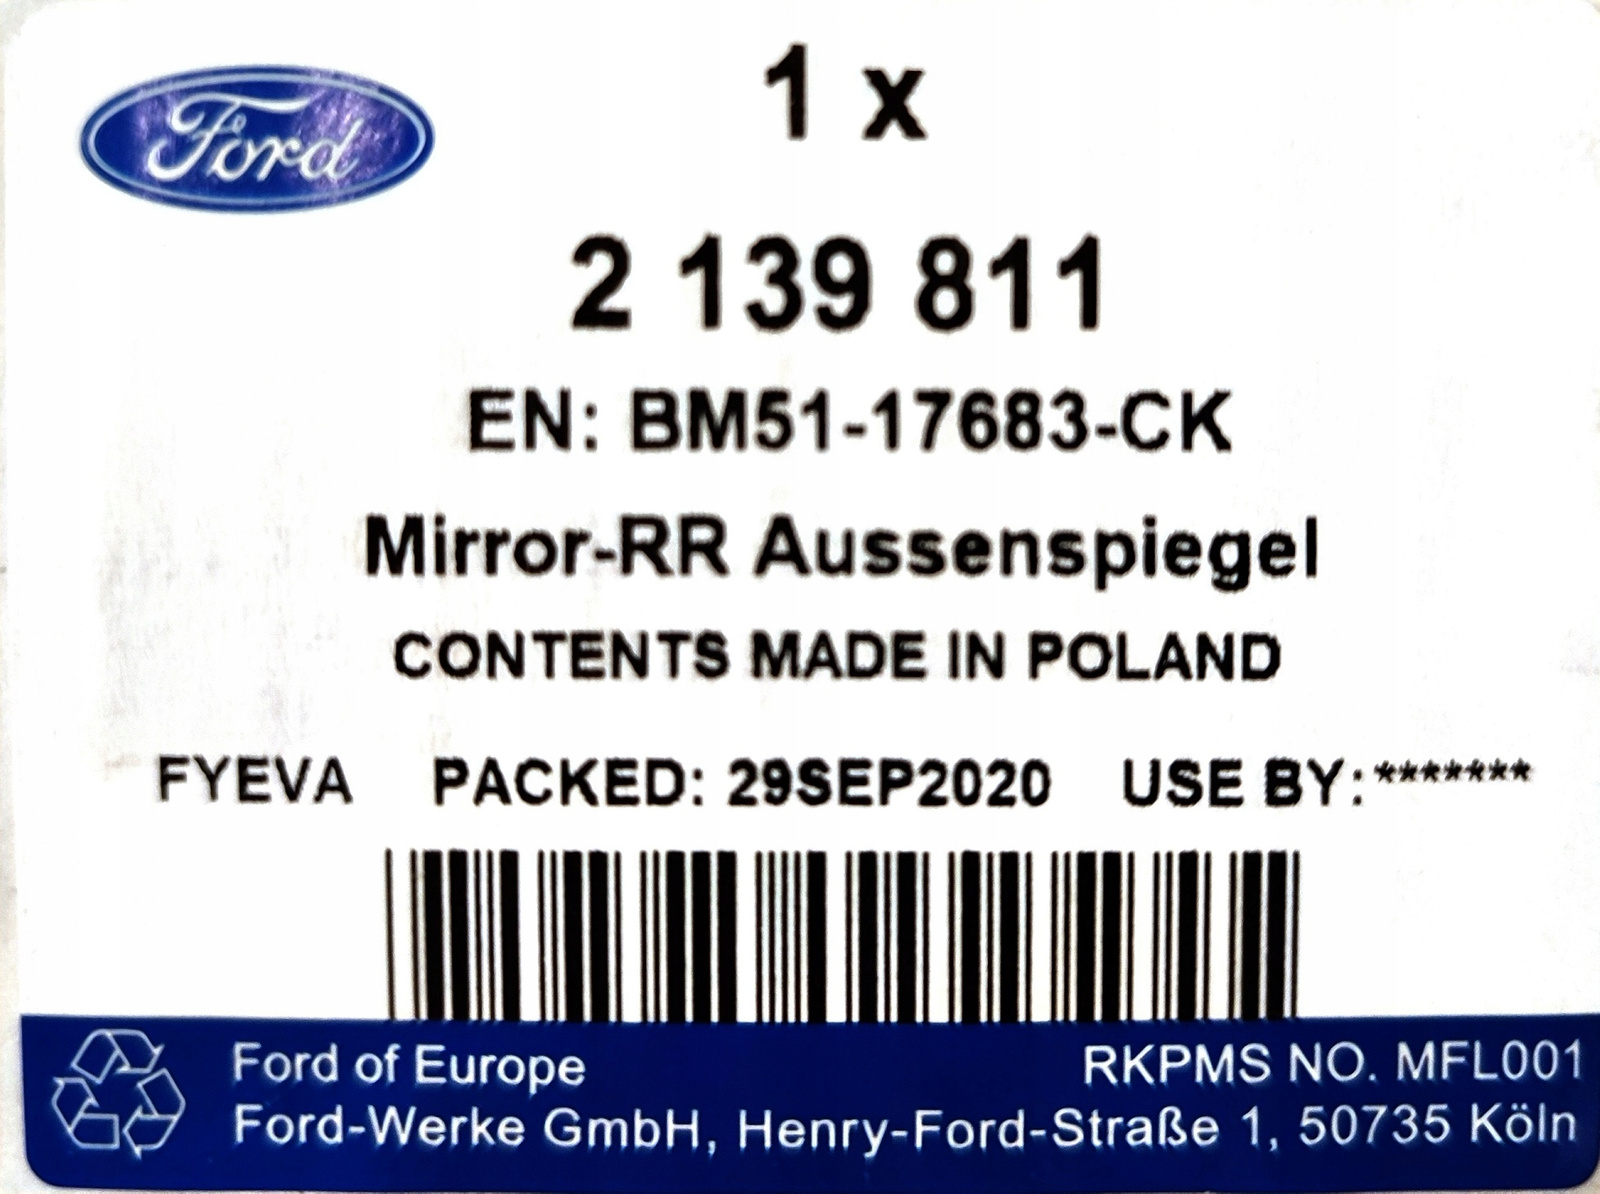 Ford
1 x
2 139 811
EN: BM51-17683-CK
Mirror-RR Aussenspiegel
CONTENTS MADE IN POLAND
FYEVA PACKED: 29SEP2020 USE BY:*******
Ford of Europe RKPMS NO. MFL001
Ford-Werke GmbH, Henry-Ford-Straße 1, 50735 Köln